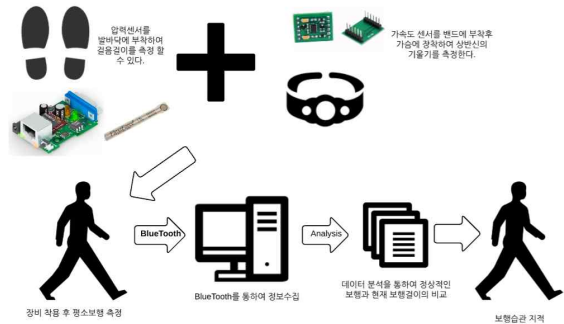 압력센서를
발바닥에 부착하여
걸음걸이를 측정 할
수 있다.
가속도 센서를 밴드에 부착후
가슴에 장착하여 상반신의
기울기를 측정한다.
BlueTooth
Analysis
장비 착용 후 평소보행 측정
BlueTooth를 통하여 정보수집
데이터 분석을 통하여 정상적인
보행과 현재 보행걸이의 비교
보행습관 지적